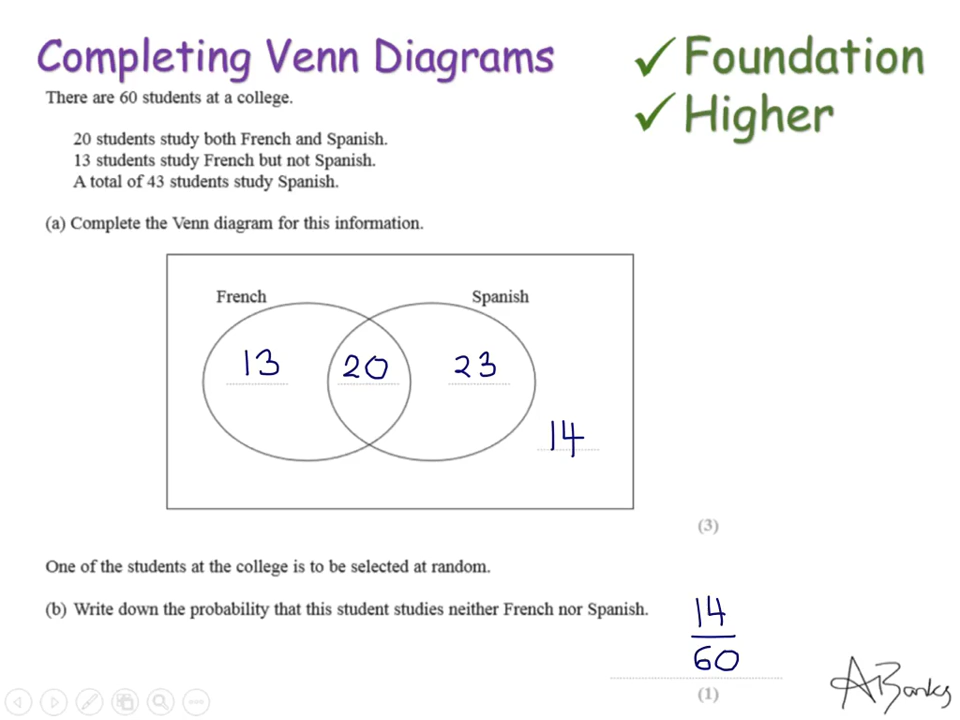 Completing Venn Diagrams
✓ Foundation
✓ Higher
There are 60 students at a college.
20 students study both French and Spanish.
13 students study French but not Spanish.
A total of 43 students study Spanish.
(a) Complete the Venn diagram for this information.
French Spanish
13 20 23
14
(3)
One of the students at the college is to be selected at random.
(b) Write down the probability that this student studies neither French nor Spanish.
14
60
(1)
A Banks